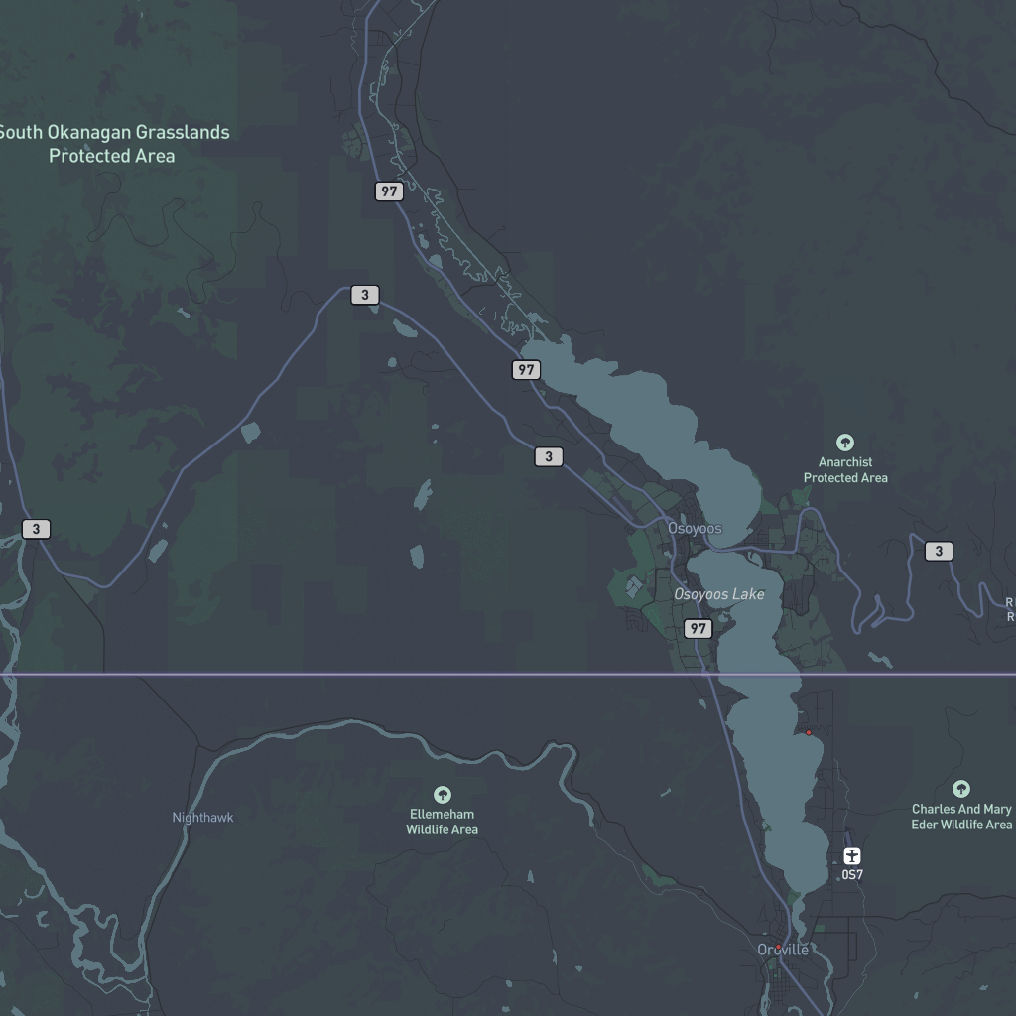 South Okanagan Grasslands
Protected Area
97
3
97
Anarchist
Protected Area
3
Osoyoos
3
3
Osoyoos Lake
97
Charles And Mary
Eder Wildlife Area
Ellemeham
Wildlife Area
Nighthawk
0S7
Oroville